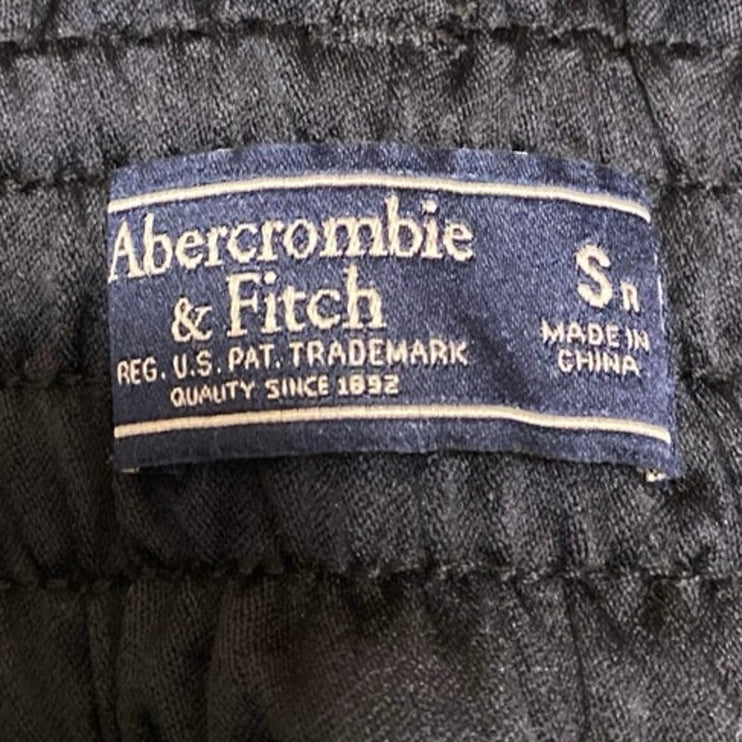 Abercrombie
& Fitch
REG. U.S. PAT. TRADEMARK
QUALITY SINCE 1892
S n
MADE IN
CHINA